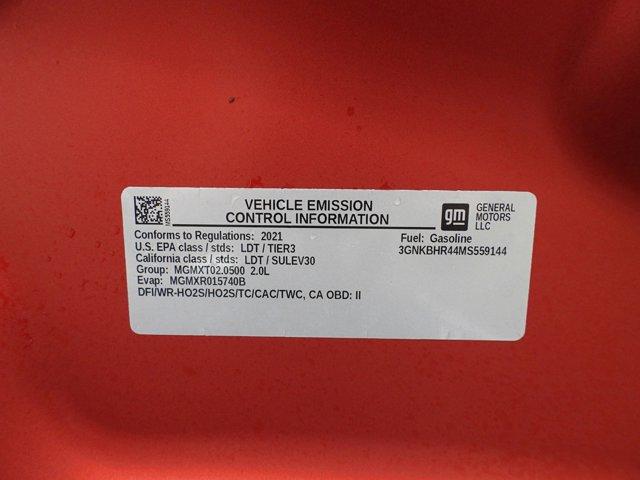 MS559144
VEHICLE EMISSION
CONTROL INFORMATION
gm
GENERAL
MOTORS
LLC
Conforms to Regulations: 2021
Fuel: Gasoline
U.S. EPA class / stds: LDT / TIER3
3GNKBHR44MS559144
California class / stds: LDT / SULEV30
Group: MGMXT02.0500 2.0L
Evap: MGMXR015740B
DFI/WR-HO2S/HO2S/TC/CAC/TWC, CA OBD: II